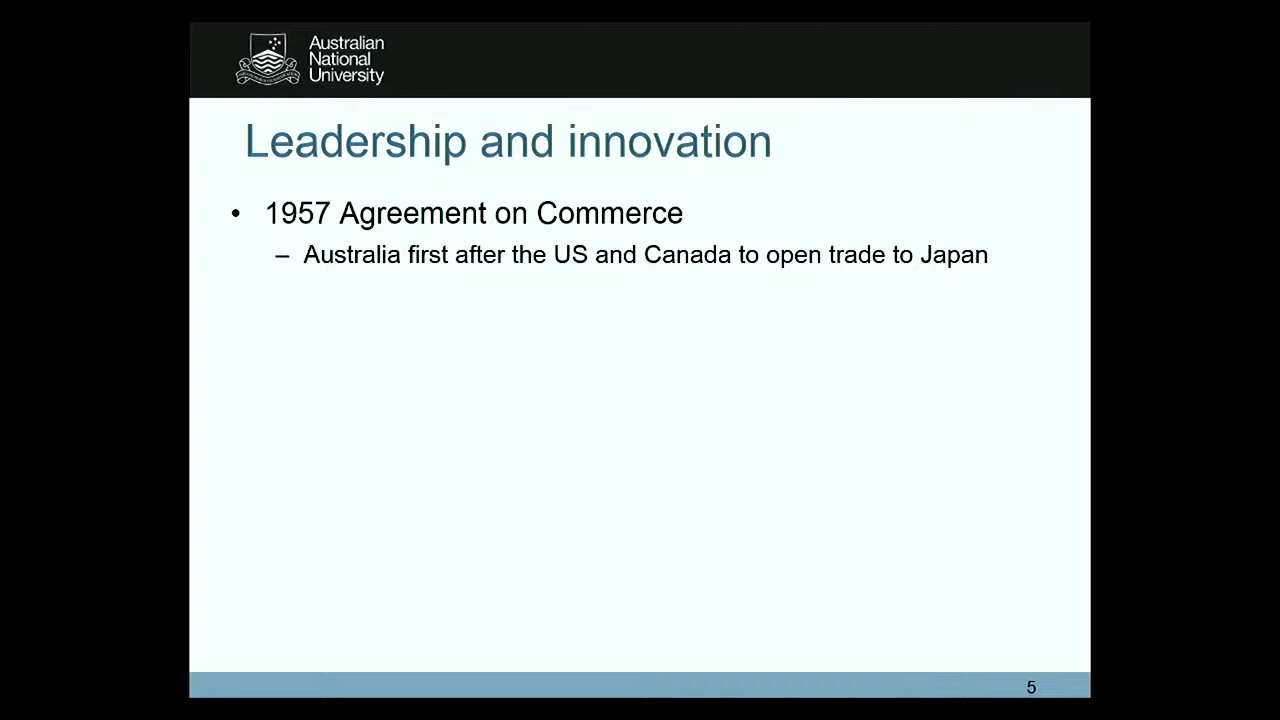 Australian
National
University
Leadership and innovation
• 1957 Agreement on Commerce
– Australia first after the US and Canada to open trade to Japan
5